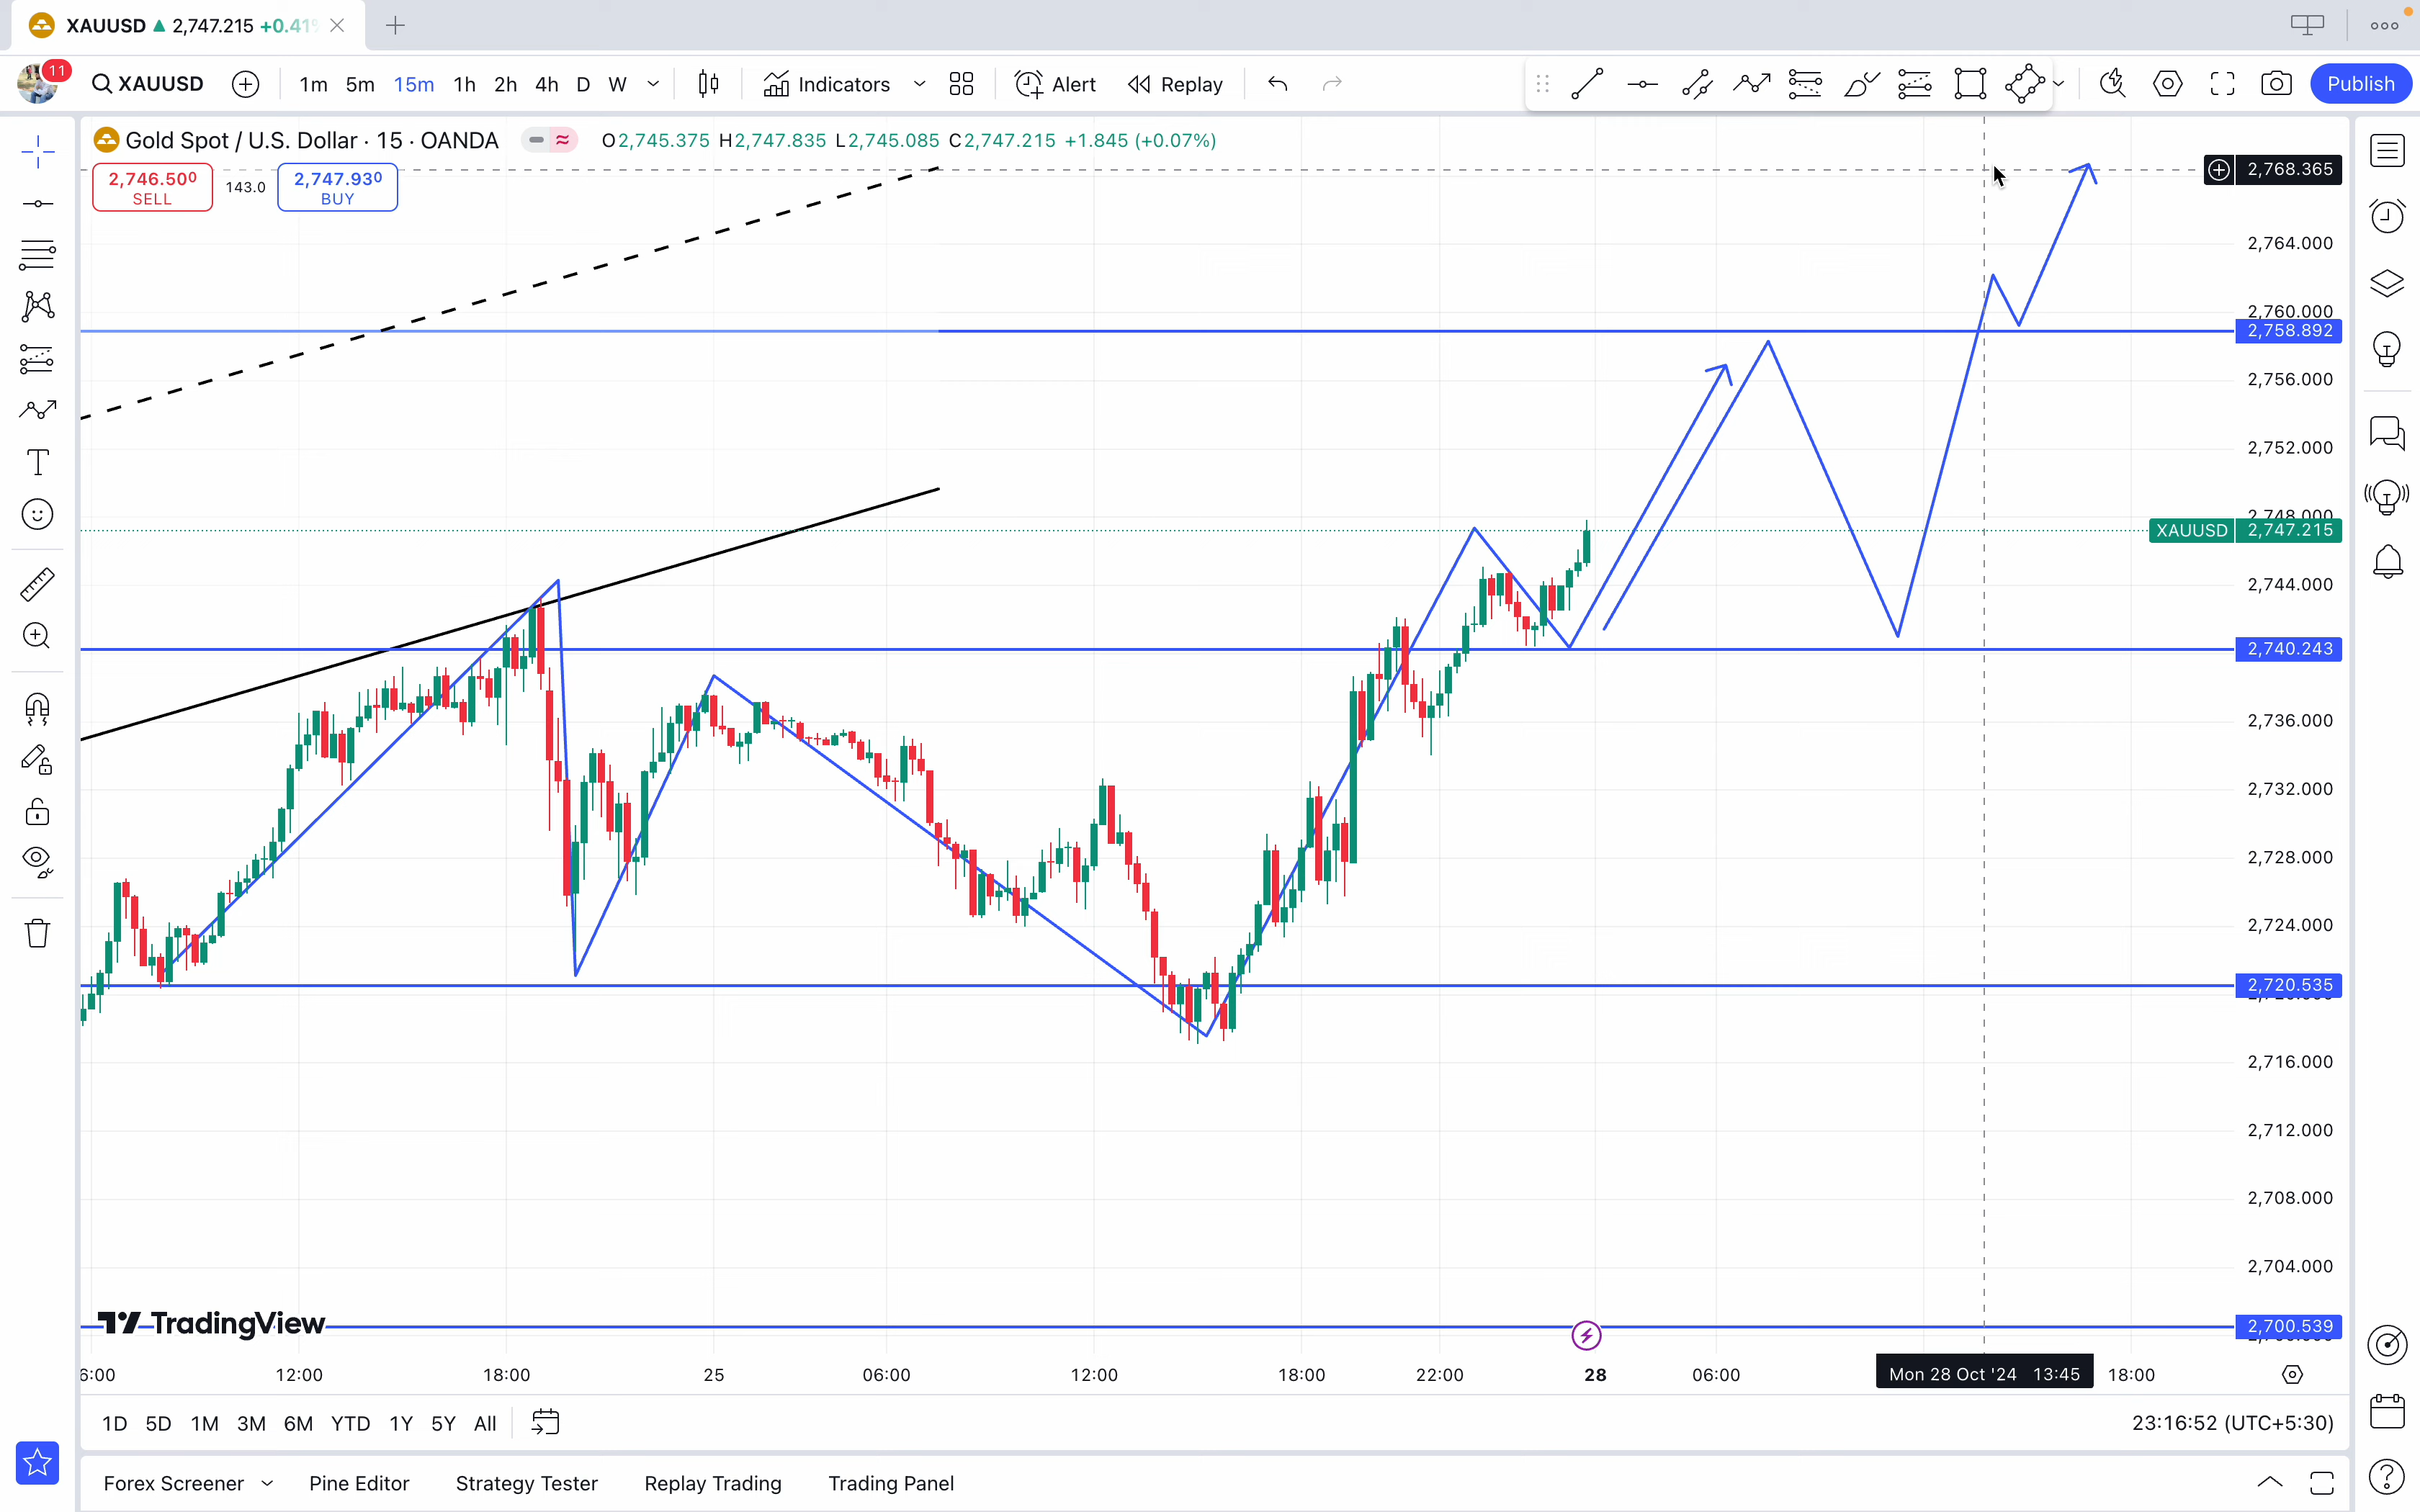 XAUUSD 2,747.215 +0.41
11 XAUUSD 1m 5m 15m 1h 2h 4h D W Indicators Alert Replay Publish
Gold Spot / U.S. Dollar · 15 · OANDA O2,745.375 H2,747.835 L2,745.085 C2,747.215 +1.845 (+0.07%)
2,746.500 SELL 143.0 2,747.930 BUY
2,768.365
2,764.000
2,760.000
2,758.892
2,756.000
2,752.000
2,748.000
XAUUSD 2,747.215
2,744.000
2,740.243
2,736.000
2,732.000
2,728.000
2,724.000
2,720.535
2,716.000
2,712.000
2,708.000
2,704.000
TradingView
2,700.539
6:00 12:00 18:00 25 06:00 12:00 18:00 22:00 28 06:00 Mon 28 Oct '24 13:45 18:00
1D 5D 1M 3M 6M YTD 1Y 5Y All 23:16:52 (UTC+5:30)
Forex Screener Pine Editor Strategy Tester Replay Trading Trading Panel